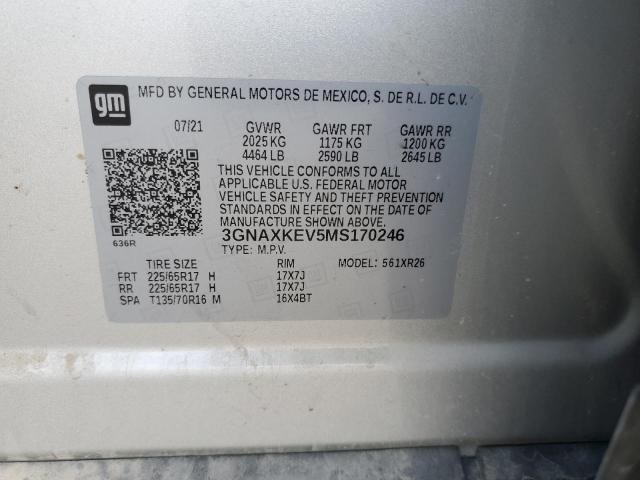 gm
MFD BY GENERAL MOTORS DE MEXICO, S. DE R.L. DE C.V.
07/21 GVWR GAWR FRT GAWR RR
2025 KG 1175 KG 1200 KG
4464 LB 2590 LB 2645 LB
THIS VEHICLE CONFORMS TO ALL
APPLICABLE U.S. FEDERAL MOTOR
VEHICLE SAFETY AND THEFT PREVENTION
STANDARDS IN EFFECT ON THE DATE OF
MANUFACTURE SHOWN ABOVE.
3GNAXKEV5MS170246
636R TYPE: M.P.V.
TIRE SIZE RIM MODEL: 561XR26
FRT 225/65R17 H 17X7J
RR 225/65R17 H 17X7J
SPA T135/70R16 M 16X4BT